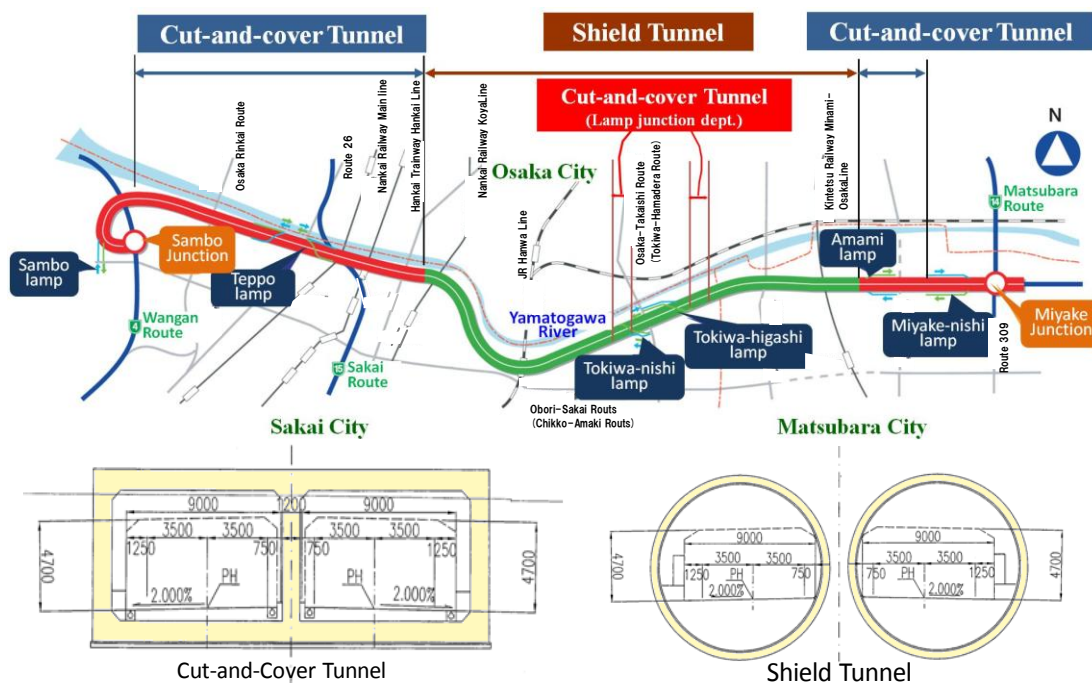 Cut-and-cover Tunnel
Shield Tunnel
Cut-and-cover Tunnel
Cut-and-cover Tunnel
(Lamp junction dept.)
Osaka Rinkai Route
Route 26
Nankai Railway Main line
Hankai Tramway Hankai Line
Nankai Railway KoyaLine
Osaka City
JR Hanwa Line
Osaka-Takaishi Route
(Tokiwa-Hamadera Route)
Kintetsu Railway Minami-
OsakaLine
N
14
Matsubara
Route
Sambo
lamp
Sambo
Junction
Teppo
lamp
4
Wangan
Route
15
Sakai
Route
Yamatogawa
River
Tokiwa-nishi
lamp
Tokiwa-higashi
lamp
Amami
lamp
Miyake-nishi
lamp
Route 309
Miyake
Junction
Obori-Sakai Routs
(Chikko-Amaki Routs)
Sakai City
Matsubara City
9000
1200
9000
3500
3500
3500
3500
1250
750
750
1250
4700
4700
PH
PH
2.000%
2.000%
Cut-and-Cover Tunnel
9000
9000
3500
3500
3500
3500
1250
750
750
1250
4700
4700
PH
PH
2.000%
2.000%
Shield Tunnel